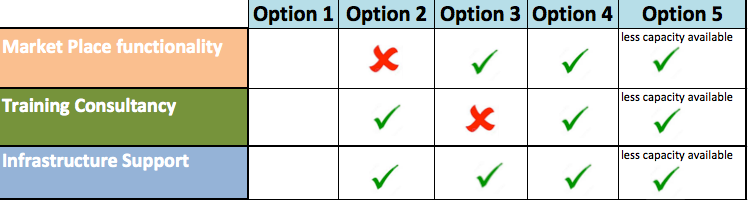 Option 1 Option 2 Option 3 Option 4 Option 5
Market Place functionality less capacity available
Training Consultancy less capacity available
Infrastructure Support less capacity available